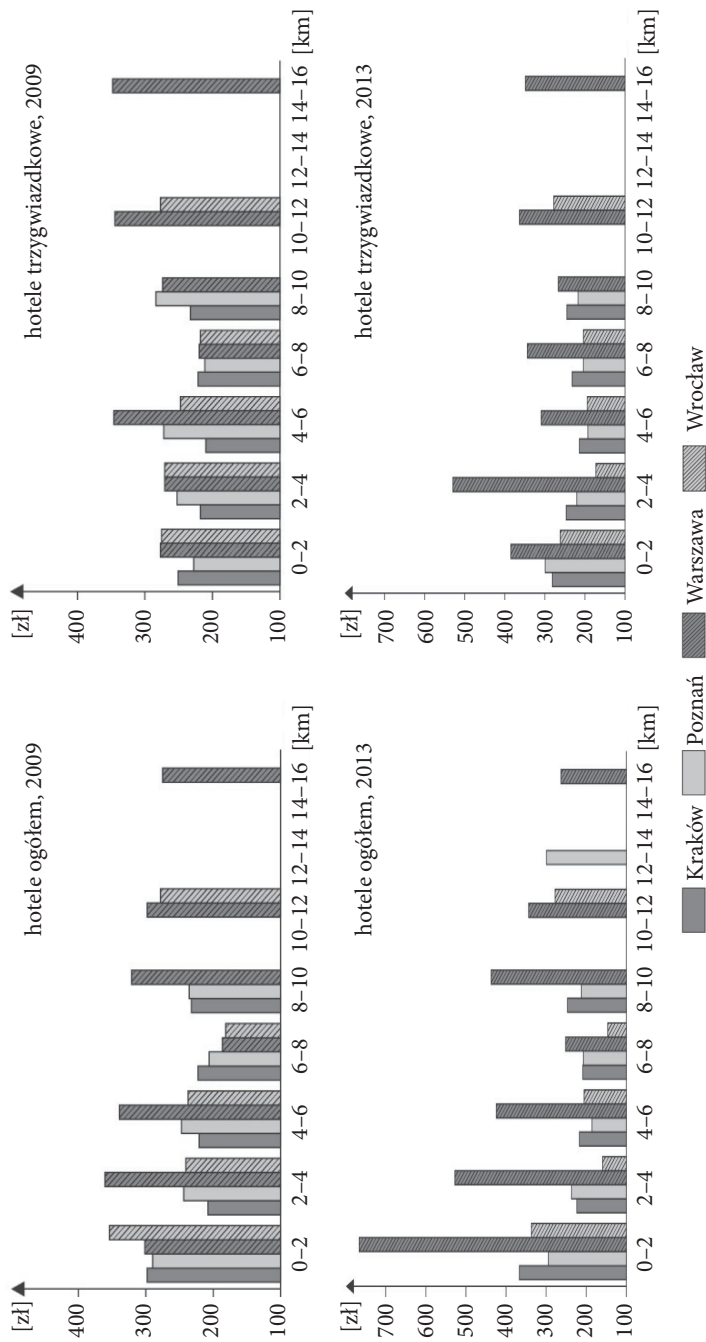 hotele ogółem, 2009
[zł]
400
300
200
100
0–2 2–4 4–6 6–8 8–10 10–12 12–14 14–16 [km]
hotele trzygwiazdkowe, 2009
[zł]
400
300
200
100
0–2 2–4 4–6 6–8 8–10 10–12 12–14 14–16 [km]
hotele ogółem, 2013
[zł]
700
600
500
400
300
200
100
0–2 2–4 4–6 6–8 8–10 10–12 12–14 14–16 [km]
hotele trzygwiazdkowe, 2013
[zł]
700
600
500
400
300
200
100
0–2 2–4 4–6 6–8 8–10 10–12 12–14 14–16 [km]
Kraków Poznań Warszawa Wrocław